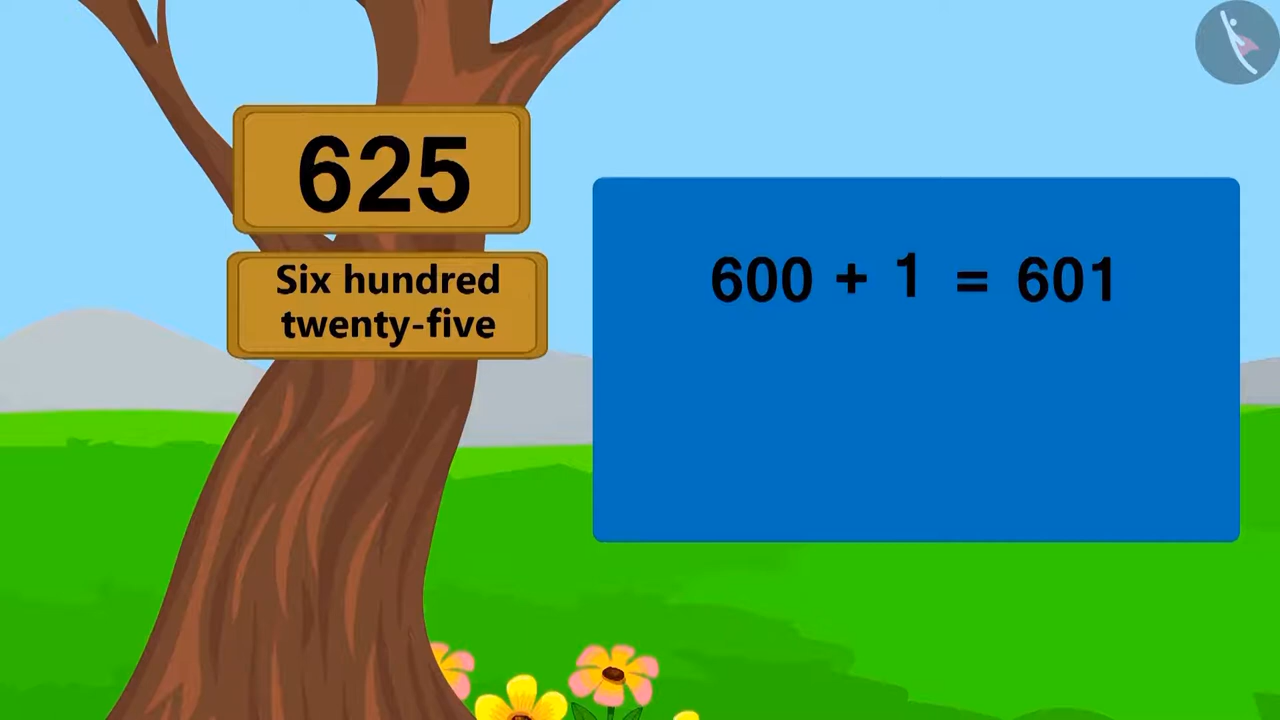 625
Six hundred
twenty-five
600 + 1 = 601